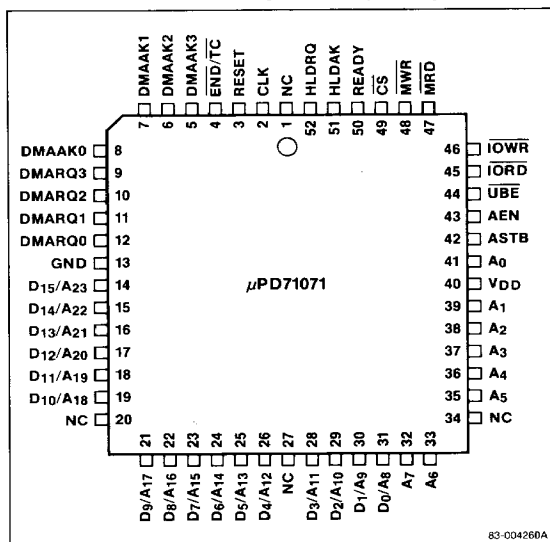 DMAAK1 DMAAK2 DMAAK3 END/TC RESET CLK NC HLDRQ HLDAK READY CS MWR MRD
7 6 5 4 3 2 1 52 51 50 49 48 47
DMAAK0 8
DMARQ3 9
DMARQ2 10
DMARQ1 11
DMARQ0 12
GND 13
D15/A23 14
D14/A22 15
D13/A21 16
D12/A20 17
D11/A19 18
D10/A18 19
NC 20
μPD71071
46 IOWR
45 IORD
44 UBE
43 AEN
42 ASTB
41 A0
40 VDD
39 A1
38 A2
37 A3
36 A4
35 A5
34 NC
21 22 23 24 25 26 27 28 29 30 31 32 33
D9/A17 D8/A16 D7/A15 D6/A14 D5/A13 D4/A12 NC D3/A11 D2/A10 D1/A9 D0/A8 A7 A6
83-004260A